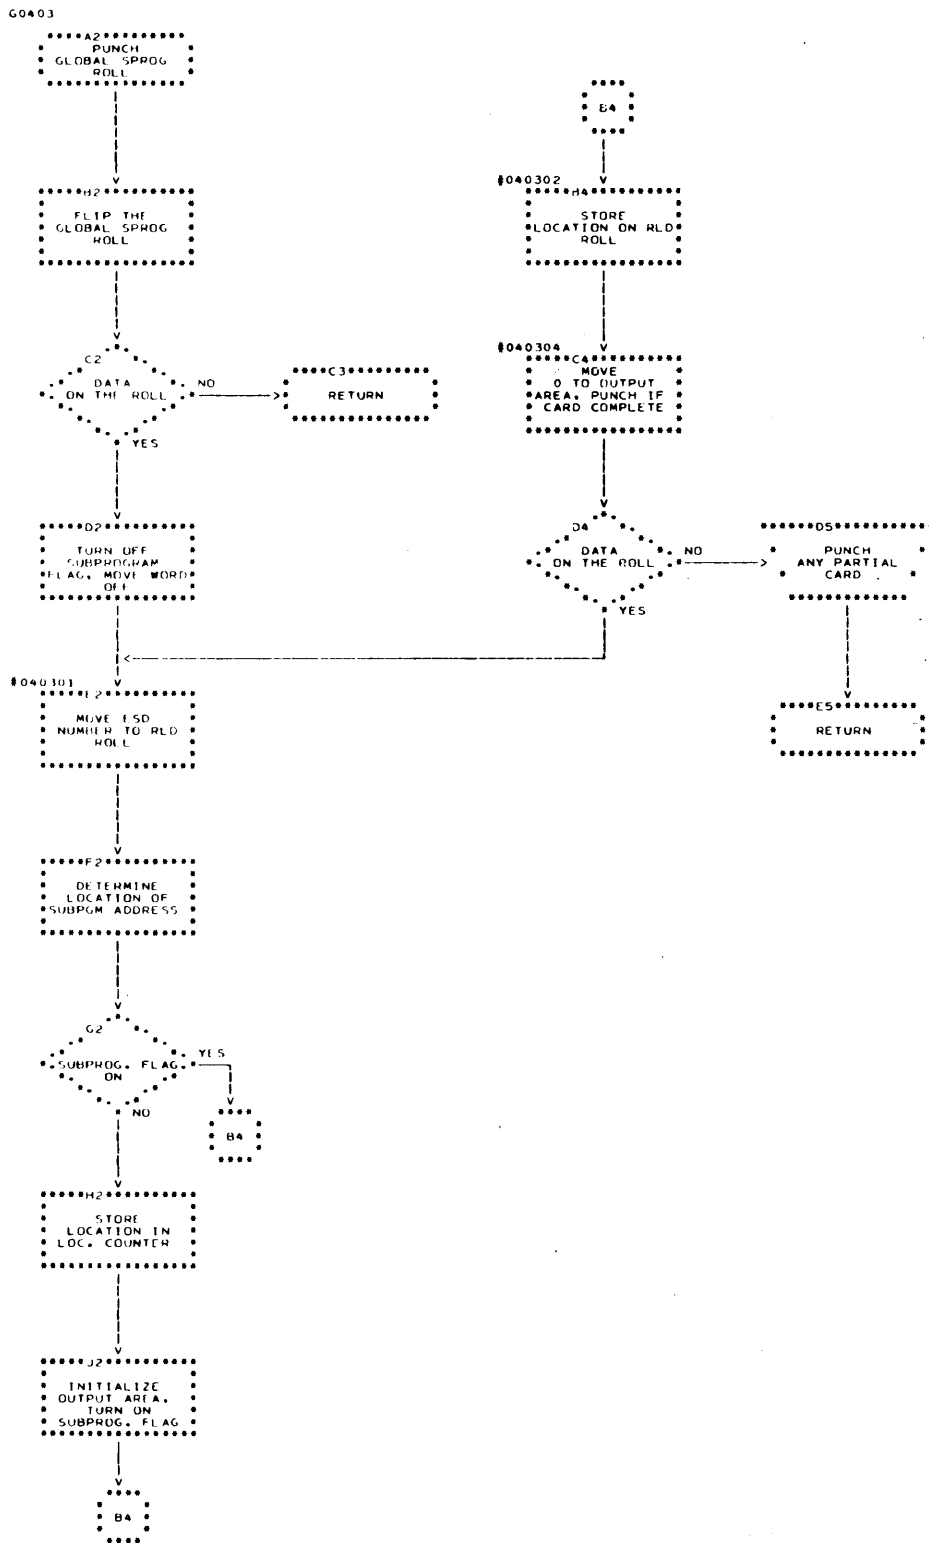 G0403
A2
PUNCH
GLOBAL SPROG
ROLL
B2
FLIP THE
GLOBAL SPROG
ROLL
C2
DATA
ON THE ROLL
NO
YES
C3
RETURN
D2
TURN OFF
SUBPROGRAM
FLAG, MOVE WORD
OFF
#040301
E2
MOVE ESD
NUMBER TO RLD
ROLL
F2
DETERMINE
LOCATION OF
SUBPGM ADDRESS
G2
SUBPROG. FLAG
ON
YES
NO
B4
H2
STORE
LOCATION IN
LOC. COUNTER
J2
INITIALIZE
OUTPUT AREA,
TURN ON
SUBPROG. FLAG
B4
B4
#040302
B4
STORE
LOCATION ON RLD
ROLL
#040304
C4
MOVE
0 TO OUTPUT
AREA, PUNCH IF
CARD COMPLETE
D4
DATA
ON THE ROLL
NO
YES
D5
PUNCH
ANY PARTIAL
CARD
E5
RETURN